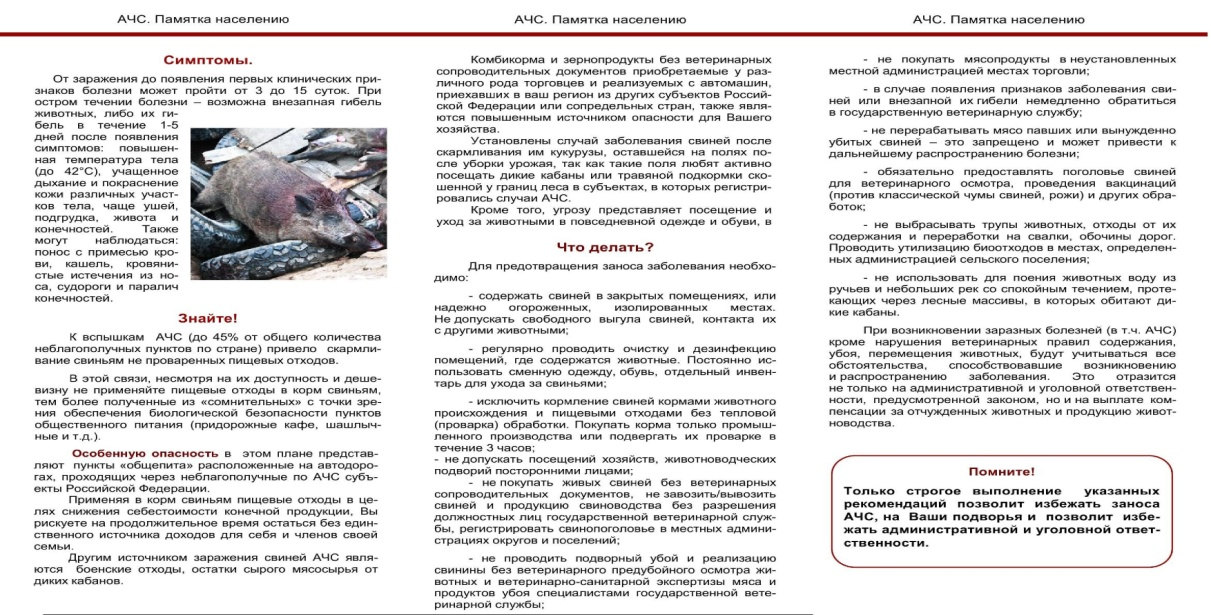 АЧС. Памятка населению
Симптомы.
От заражения до появления первых клинических при-
знаков болезни может пройти от 3 до 15 суток. При
остром течении болезни – возможна внезапная гибель
животных, либо их ги-
бель в течение 1-5
дней после появления
симптомов: повышен-
ная температура тела
(до 42°С), учащенное
дыхание и покраснение
кожи различных участ-
ков тела, чаще ушей,
подгрудка, живота и
конечностей. Также
могут наблюдаться:
понос с примесью кро-
ви, кашель, кровяни-
стые истечения из но-
са, судороги и паралич
конечностей.
Знайте!
К вспышкам АЧС (до 45% от общего количества
неблагополучных пунктов по стране) привело скармли-
вание свиньям не проваренных пищевых отходов.
В этой связи, несмотря на их доступность и деше-
визну не применяйте пищевые отходы в корм свиньям,
тем более полученные из «сомнительных» с точки зре-
ния обеспечения биологической безопасности пунктов
общественного питания (придорожные кафе, шашлыч-
ные и т.д.).
Особенную опасность в этом плане представ-
ляют пункты «общепита» расположенные на автодоро-
гах, проходящих через неблагополучные по АЧС субъ-
екты Российской Федерации.
Применяя в корм свиньям пищевые отходы в це-
лях снижения себестоимости конечной продукции, Вы
рискуете на продолжительное время остаться без един-
ственного источника доходов для себя и членов своей
семьи.
Другим источником заражения свиней АЧС явля-
ются боенские отходы, остатки сырого мясосырья от
диких кабанов.
АЧС. Памятка населению
Комбикорма и зернопродукты без ветеринарных
сопроводительных документов приобретаемые у раз-
личного рода торговцев и реализуемых с автомашин,
приехавших в ваш регион из других субъектов Россий-
ской Федерации или сопредельных стран, также явля-
ются повышенным источником опасности для Вашего
хозяйства.
Установлены случай заболевания свиней после
скармливания им кукурузы, оставшейся на полях по-
сле уборки урожая, так как такие поля любят активно
посещать дикие кабаны или травяной подкормки ско-
шенной у границ леса в субъектах, в которых регистри-
ровались случаи АЧС.
Кроме того, угрозу представляет посещение и
уход за животными в повседневной одежде и обуви, в
Что делать?
Для предотвращения заноса заболевания необхо-
димо:
- содержать свиней в закрытых помещениях, или
надежно огороженных, изолированных местах.
Не допускать свободного выгула свиней, контакта их
с другими животными;
- регулярно проводить очистку и дезинфекцию
помещений, где содержатся животные. Постоянно ис-
пользовать сменную одежду, обувь, отдельный инвен-
тарь для ухода за свиньями;
- исключить кормление свиней кормами животного
происхождения и пищевыми отходами без тепловой
(проварка) обработки. Покупать корма только промыш-
ленного производства или подвергать их проварке в
течение 3 часов;
- не допускать посещений хозяйств, животноводческих
подворий посторонними лицами;
- не покупать живых свиней без ветеринарных
сопроводительных документов, не завозить/вывозить
свиней и продукцию свиноводства без разрешения
должностных лиц государственной ветеринарной служ-
бы, регистрировать свинопоголовье в местных админи-
страциях округов и поселений;
- не проводить подворный убой и реализацию
свинины без ветеринарного предубойного осмотра жи-
вотных и ветеринарно-санитарной экспертизы мяса и
продуктов убоя специалистами государственной вете-
ринарной службы;
АЧС. Памятка населению
- не покупать мясопродукты в неустановленных
местной администрацией местах торговли;
- в случае появления признаков заболевания сви-
ней или внезапной их гибели немедленно обратиться
в государственную ветеринарную службу;
- не перерабатывать мясо павших или вынужденно
убитых свиней – это запрещено и может привести к
дальнейшему распространению болезни;
- обязательно предоставлять поголовье свиней
для ветеринарного осмотра, проведения вакцинаций
(против классической чумы свиней, рожи) и других обра-
боток;
- не выбрасывать трупы животных, отходы от их
содержания и переработки на свалки, обочины дорог.
Проводить утилизацию биоотходов в местах, определен-
ных администрацией сельского поселения;
- не использовать для поения животных воду из
ручьев и небольших рек со спокойным течением, проте-
кающих через лесные массивы, в которых обитают ди-
кие кабаны.
При возникновении заразных болезней (в т.ч. АЧС)
кроме нарушения ветеринарных правил содержания,
убоя, перемещения животных, будут учитываться все
обстоятельства, способствовавшие возникновению
и распространению заболевания. Это отразится
не только на административной и уголовной ответствен-
ности, предусмотренной законом, но и на выплате ком-
пенсации за отчужденных животных и продукцию живот-
новодства.
Помните!
Только строгое выполнение указанных
рекомендаций позволит избежать заноса
АЧС, на Ваши подворья и позволит избе-
жать административной и уголовной ответ-
ственности.